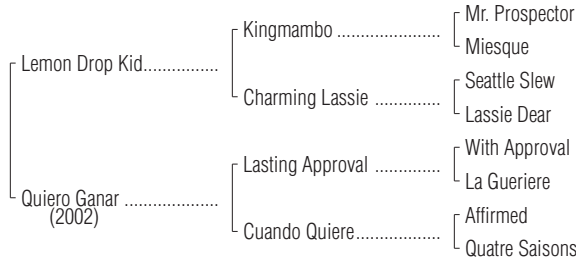 Mr. Prospector
Kingmambo ....................
Miesque
Lemon Drop Kid...............
Seattle Slew
Charming Lassie .............
Lassie Dear
With Approval
Lasting Approval .............
La Gueriere
Quiero Ganar ...................
(2002)
Affirmed
Cuando Quiere.................
Quatre Saisons